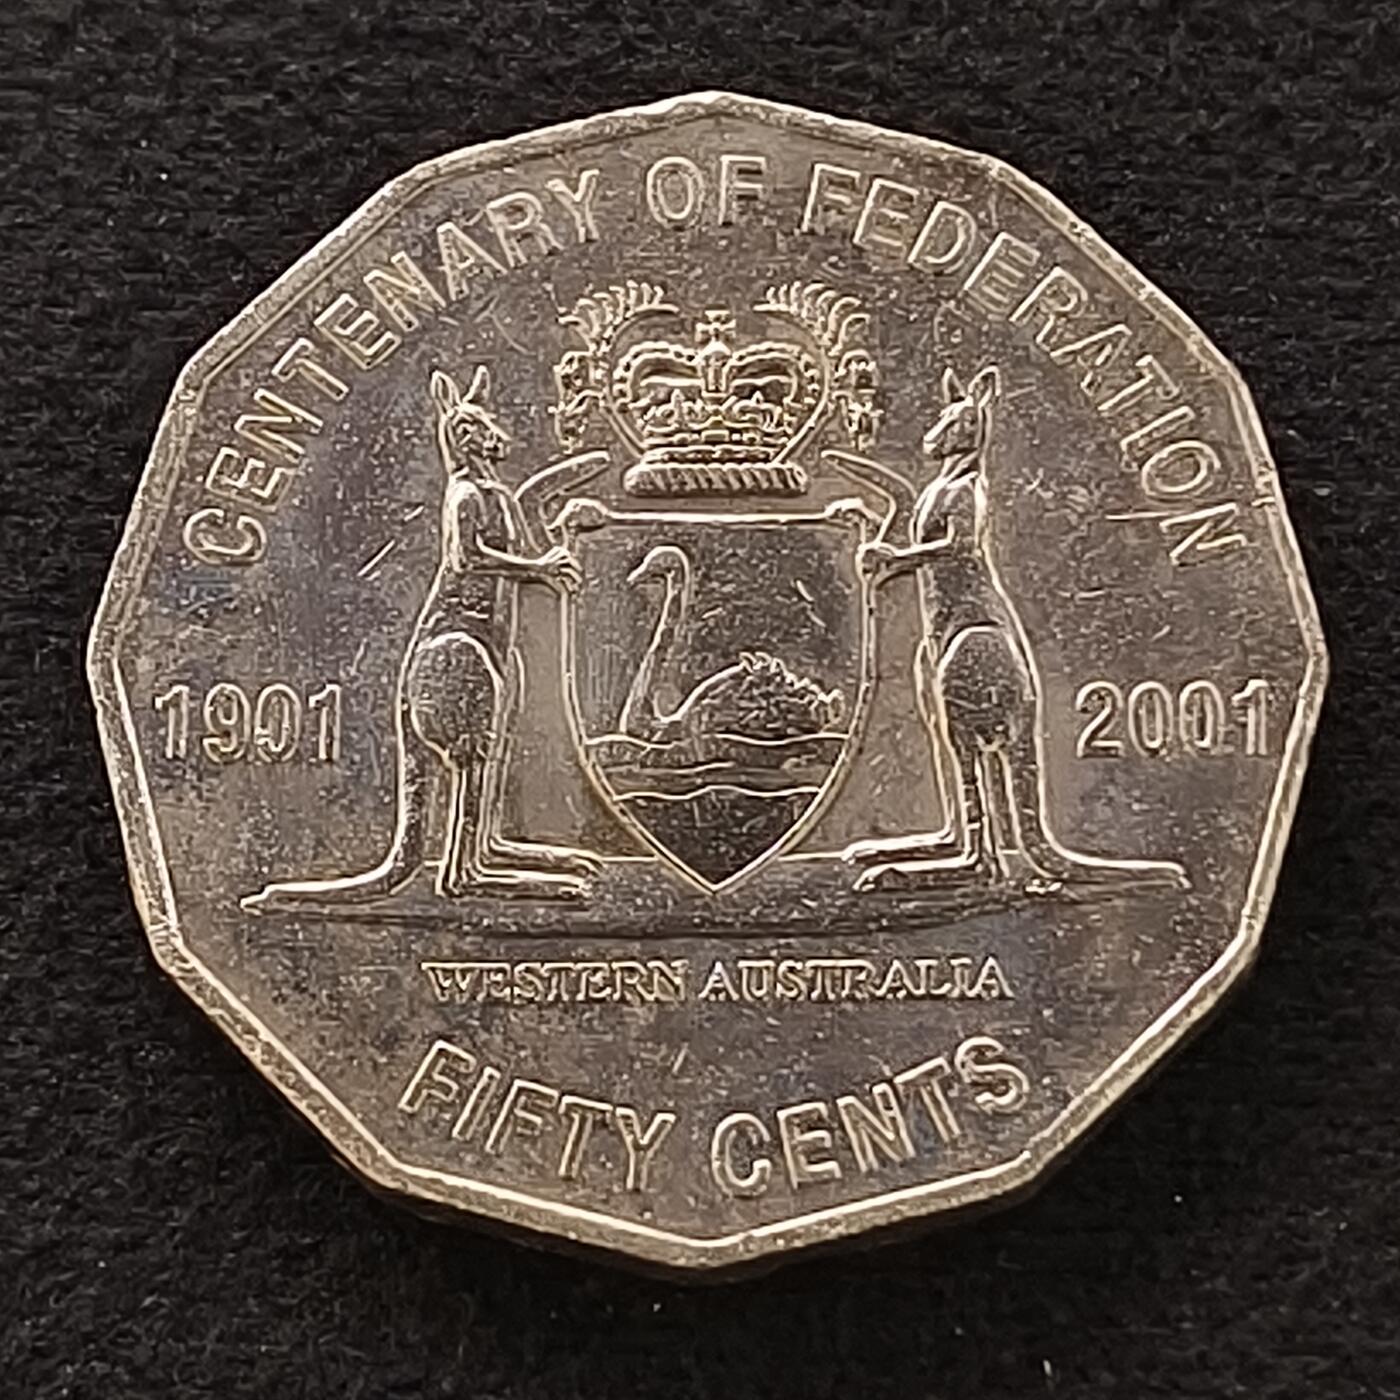 CENTENARY OF FEDERATION
1901 2001
WESTERN AUSTRALIA
FIFTY CENTS